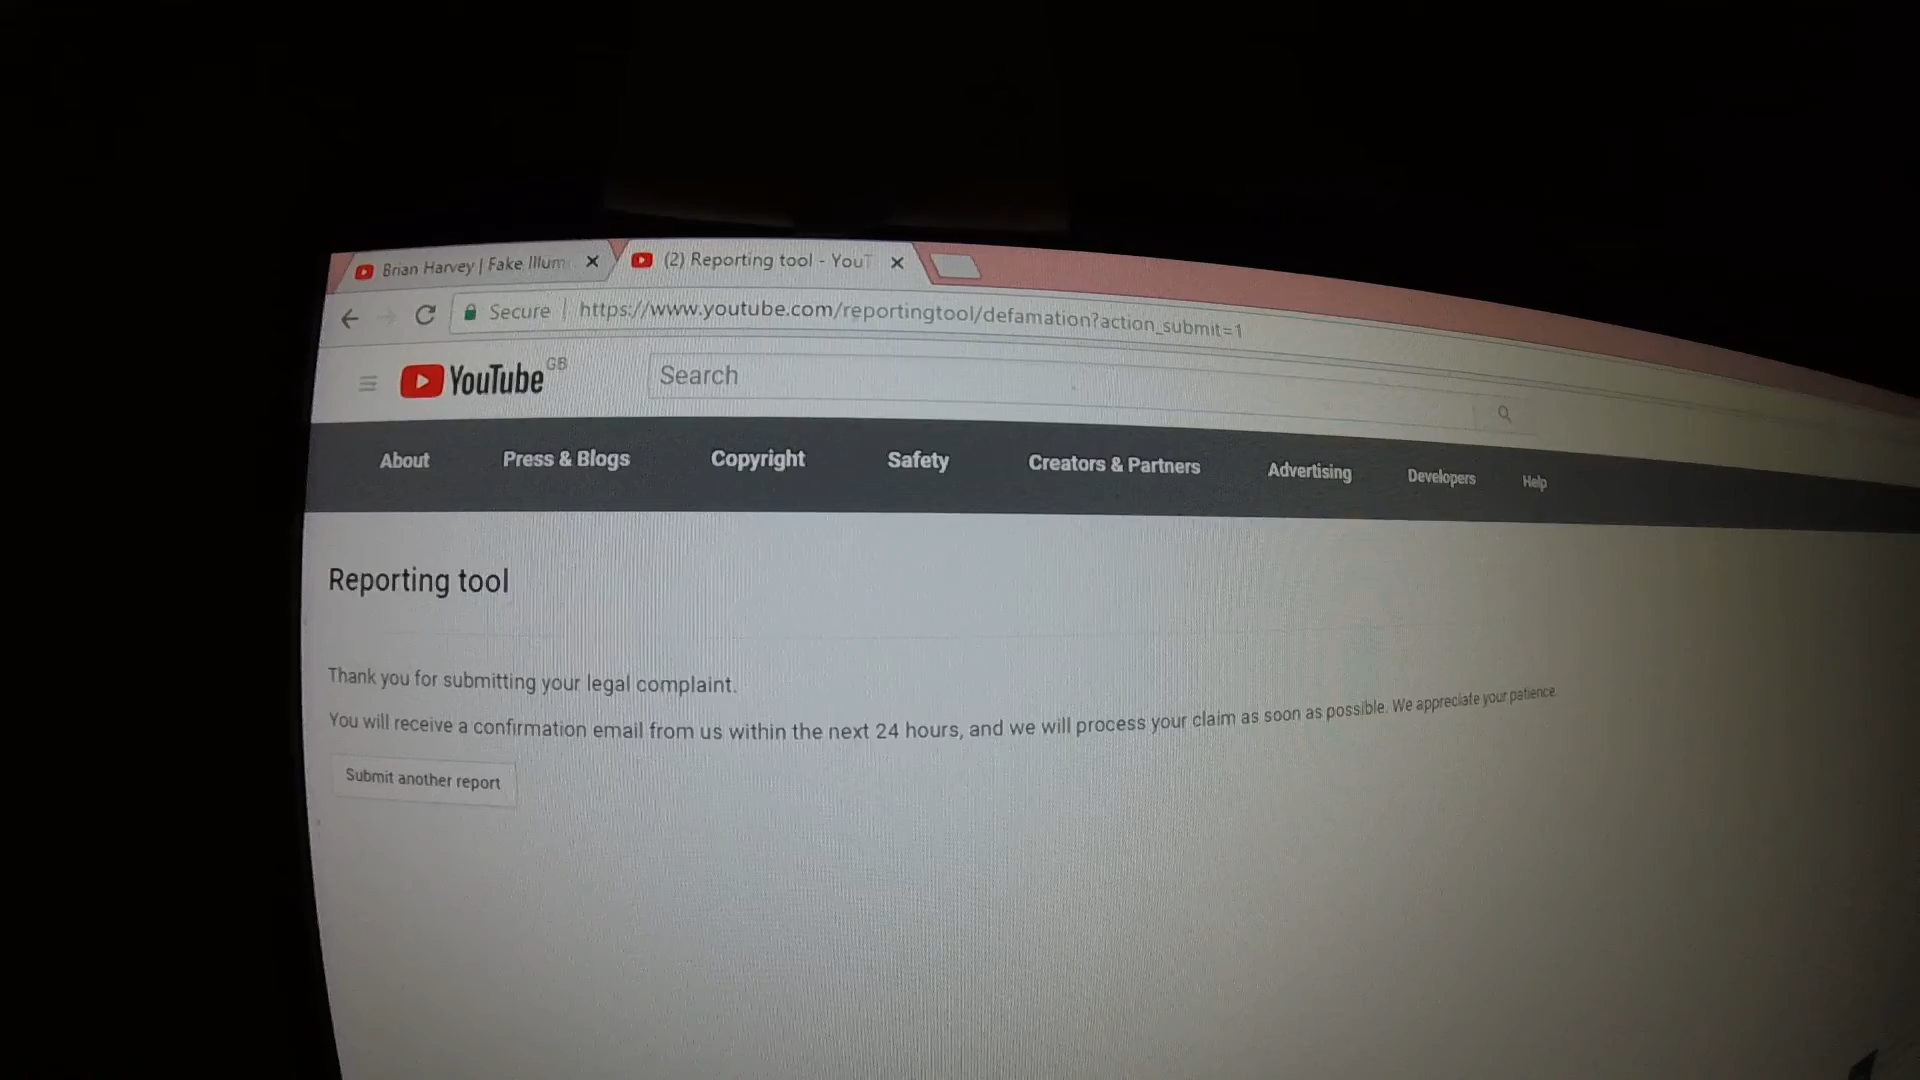 Brian Harvey | Fake Illum
(2) Reporting tool - YouT
Secure | https://www.youtube.com/reportingtool/defamation?action_submit=1
YouTube GB
Search
About Press & Blogs Copyright Safety Creators & Partners Advertising Developers Help
Reporting tool
Thank you for submitting your legal complaint.
You will receive a confirmation email from us within the next 24 hours, and we will process your claim as soon as possible. We appreciate your patience.
Submit another report